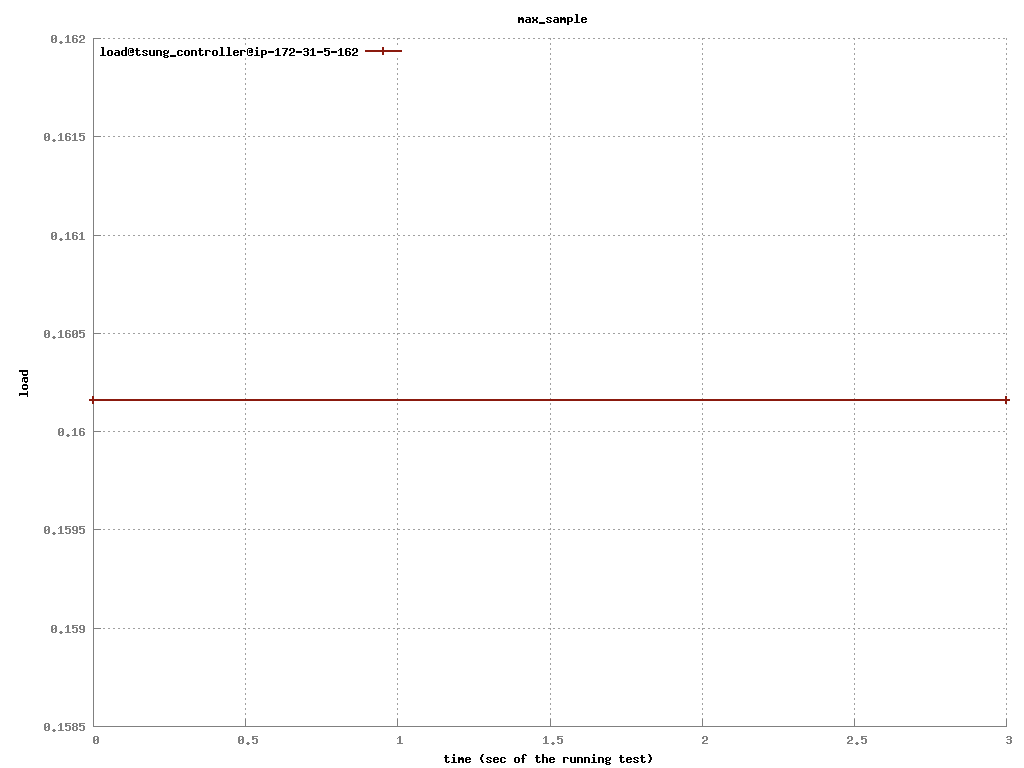 max_sample
load@tsung_controller@ip-172-31-5-162
0.162
0.1615
0.161
0.1605
0.16
0.1595
0.159
0.1585
load
0 0.5 1 1.5 2 2.5 3
time (sec of the running test)